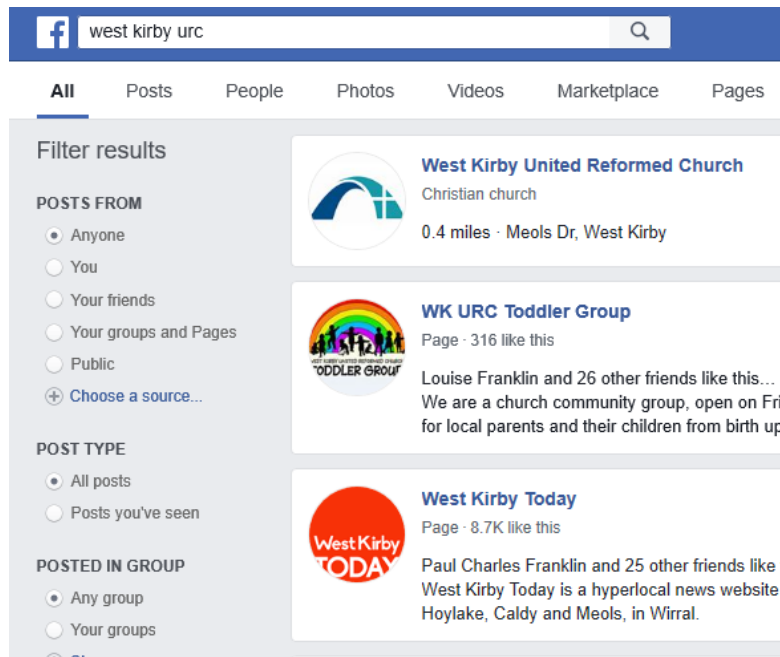 f
west kirby urc
All Posts People Photos Videos Marketplace Pages
Filter results
POSTS FROM
Anyone
You
Your friends
Your groups and Pages
Public
Choose a source...
POST TYPE
All posts
Posts you've seen
POSTED IN GROUP
Any group
Your groups
West Kirby United Reformed Church
Christian church
0.4 miles · Meols Dr, West Kirby
WEST KIRBY UNITED REFORMED CHURCH
TODDLER GROUP
WK URC Toddler Group
Page · 316 like this
Louise Franklin and 26 other friends like this...
We are a church community group, open on Fri
for local parents and their children from birth up
West Kirby
TODAY
West Kirby Today
Page · 8.7K like this
Paul Charles Franklin and 25 other friends like
West Kirby Today is a hyperlocal news website
Hoylake, Caldy and Meols, in Wirral.